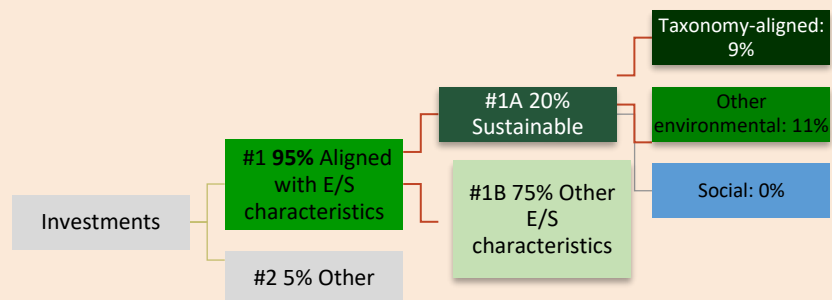 Taxonomy-aligned:
9%
#1A 20%
Sustainable
Other
environmental: 11%
#1 95% Aligned
with E/S
characteristics
#1B 75% Other
E/S
characteristics
Social: 0%
Investments
#2 5% Other